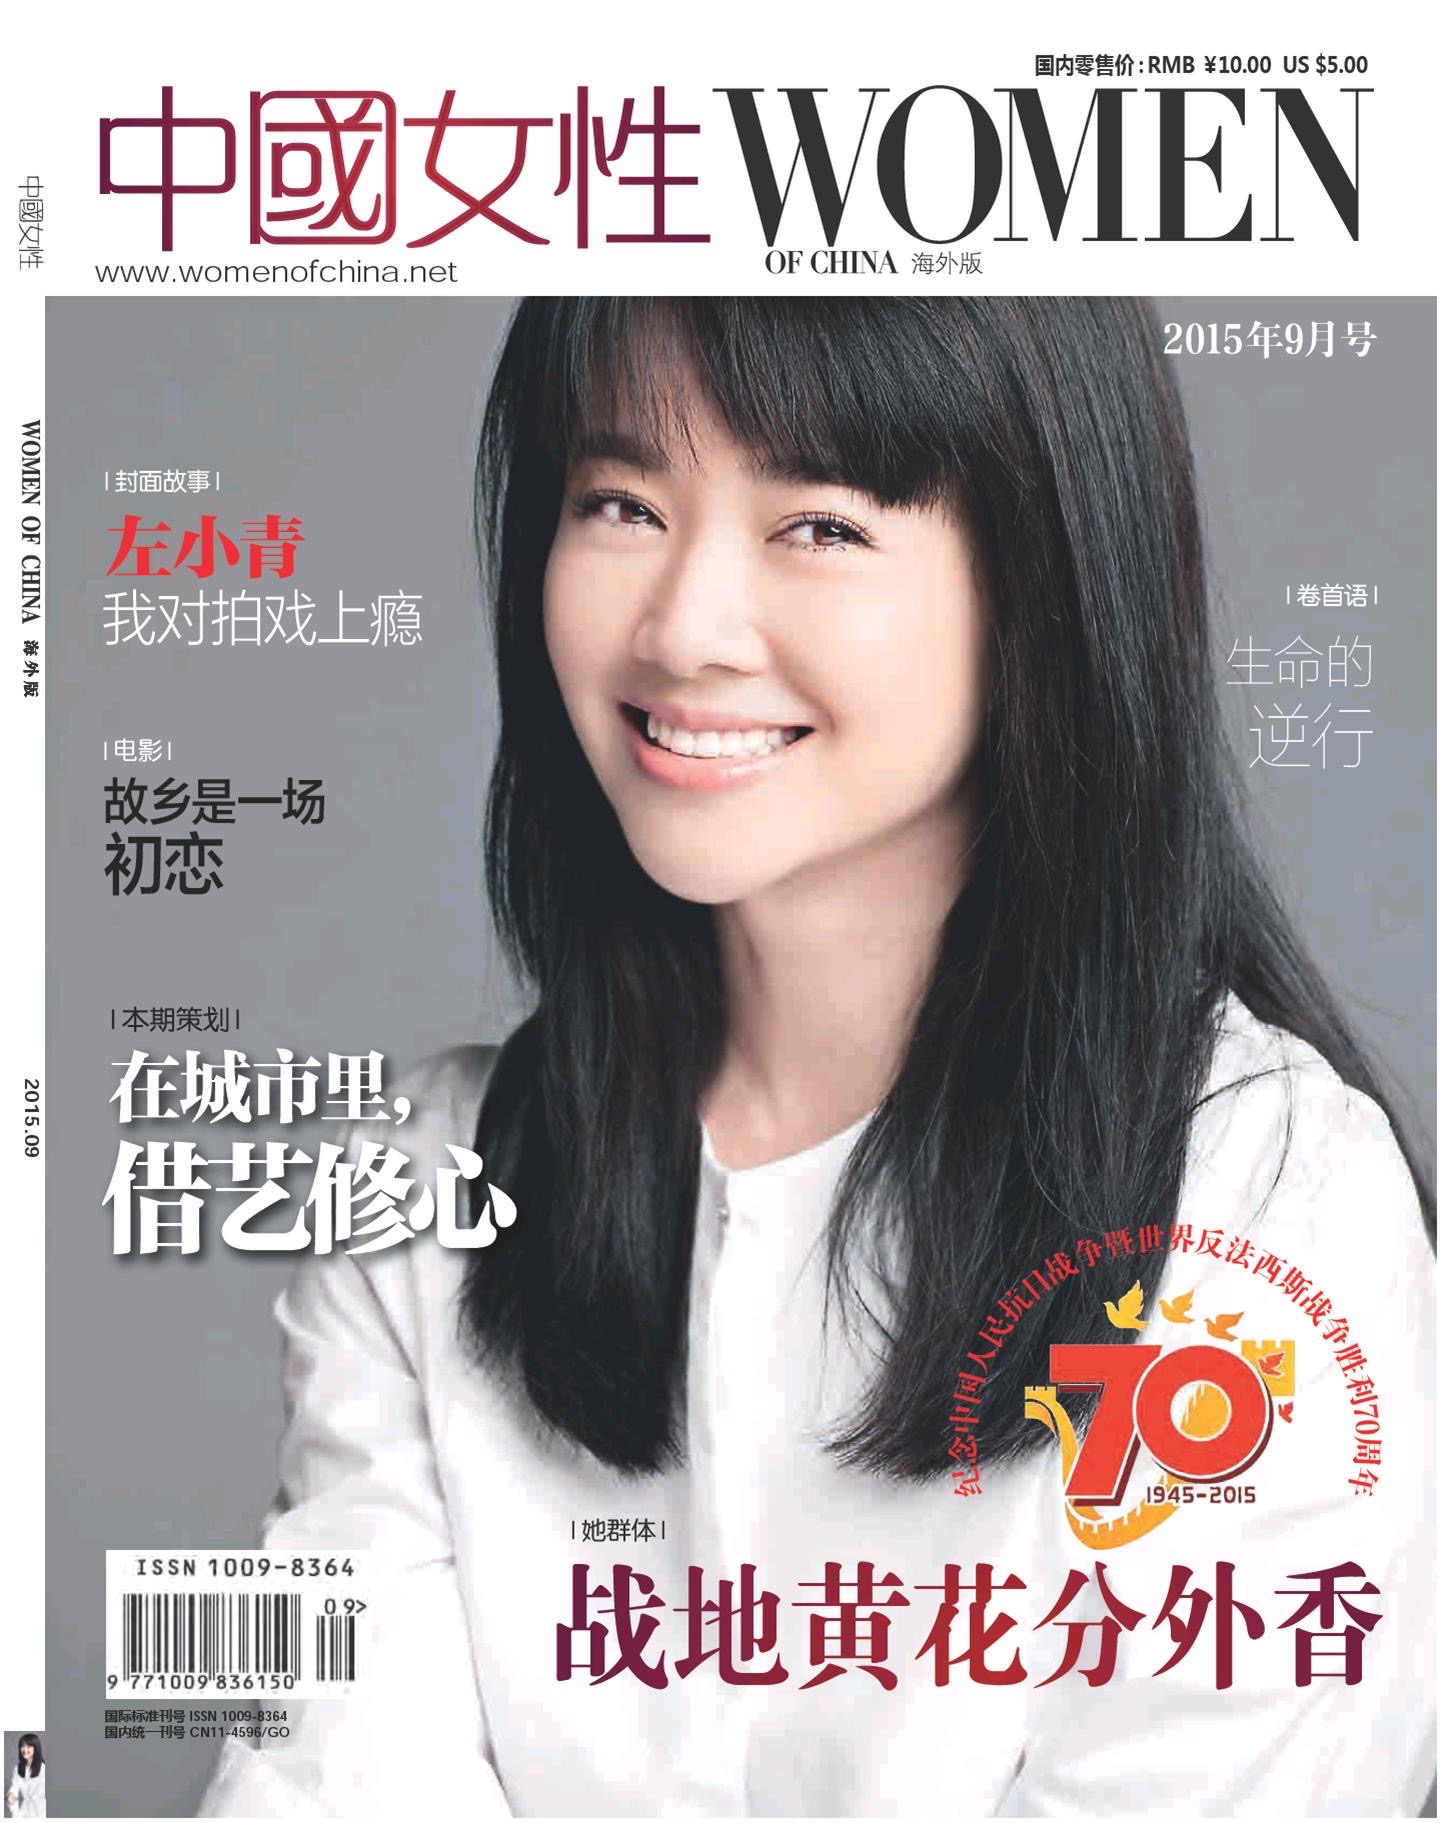 国内零售价：RMB ¥10.00 US $5.00
中國女性 WOMEN
OF CHINA 海外版
www.womenofchina.net
2015年9月号
| 封面故事 |
左小青
我对拍戏上瘾
| 卷首语 |
生命的
逆行
| 电影 |
故乡是一场
初恋
| 本期策划 |
在城市里，
借艺修心
纪念中国人民抗日战争暨世界反法西斯战争胜利70周年
70
1945-2015
| 她群体 |
战地黄花分外香
ISSN 1009-8364
09>
9 771009 836150
国际标准刊号 ISSN 1009-8364
国内统一刊号 CN11-4596/GO
中國女性
WOMEN OF CHINA 海外版
2015.09